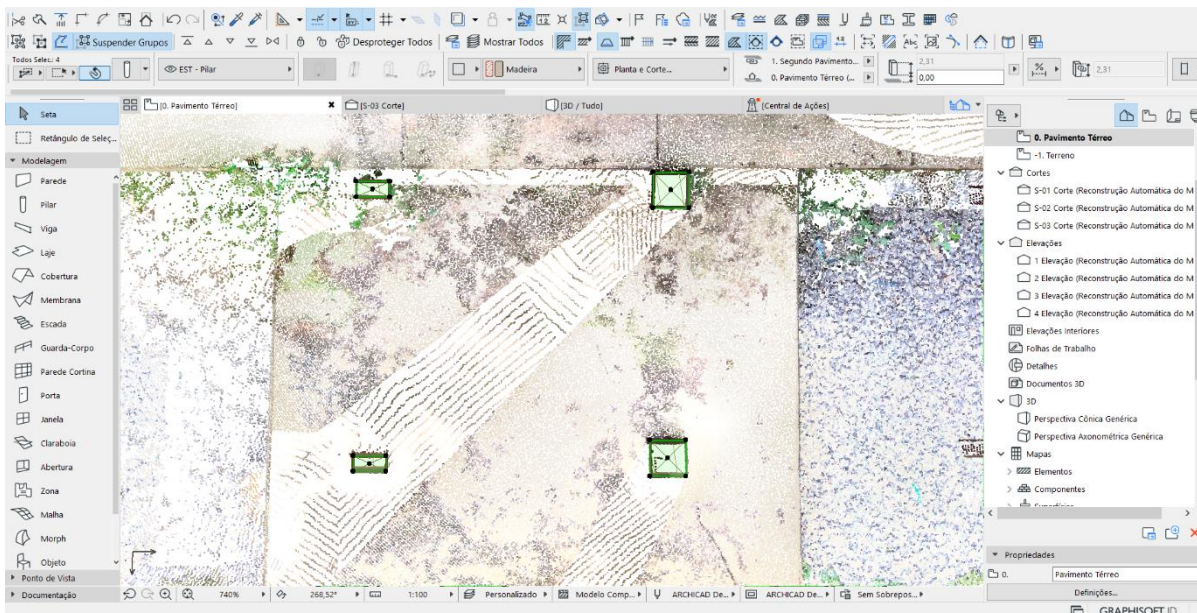 Suspender Grupos
Desproteger Todos
Mostrar Todos
1. Segundo Pavimento...
2,31
0. Pavimento Térreo (...
0,00
%
2,31
Todos Selec.: 4
EST - Pilar
Madeira
Planta e Corte...
[0. Pavimento Térreo]
[S-03 Corte]
[3D / Tudo]
[Central de Ações]
Seta
Retângulo de Seleç...
Modelagem
Parede
Pilar
Viga
Laje
Cobertura
Membrana
Escada
Guarda-Corpo
Parede Cortina
Porta
Janela
Claraboia
Abertura
Zona
Malha
Morph
Objeto
Ponto de Vista
Documentação
0. Pavimento Térreo
-1. Terreno
Cortes
S-01 Corte (Reconstrução Automática do M
S-02 Corte (Reconstrução Automática do M
S-03 Corte (Reconstrução Automática do M
Elevações
1 Elevação (Reconstrução Automática do M
2 Elevação (Reconstrução Automática do M
3 Elevação (Reconstrução Automática do M
4 Elevação (Reconstrução Automática do M
Elevações Interiores
Folhas de Trabalho
Detalhes
Documentos 3D
3D
Perspectiva Cônica Genérica
Perspectiva Axonométrica Genérica
Mapas
Elementos
Componentes
Propriedades
0. Pavimento Térreo
Definições...
740%
268,52°
1:100
Personalizado
Modelo Comp...
ARCHICAD De...
ARCHICAD De...
Sem Sobrepos...
GRAPHISOFT ID